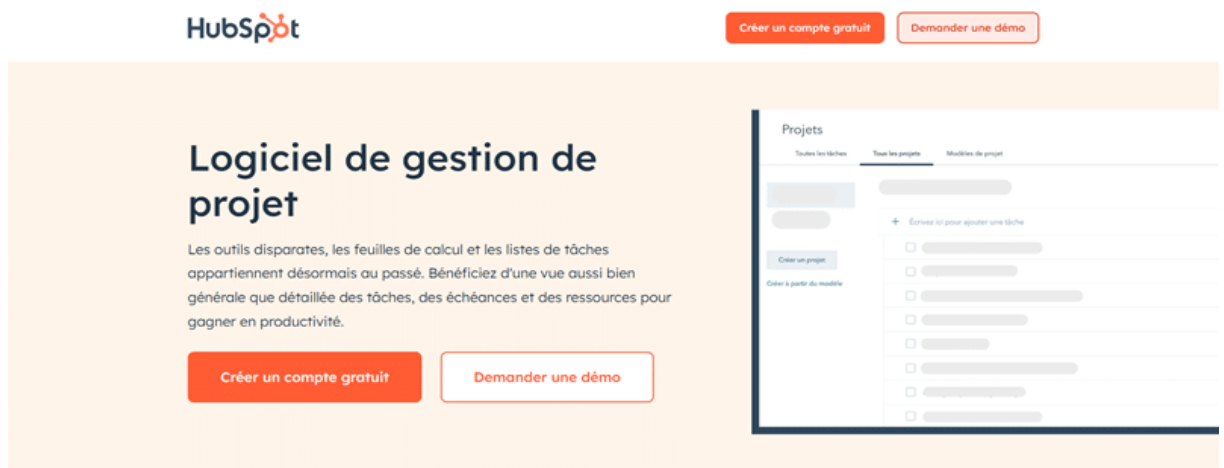 HubSpot
Créer un compte gratuit
Demander une démo
Logiciel de gestion de
projet
Les outils disparates, les feuilles de calcul et les listes de tâches
appartiennent désormais au passé. Bénéficiez d'une vue aussi bien
générale que détaillée des tâches, des échéances et des ressources pour
gagner en productivité.
Créer un compte gratuit
Demander une démo
Projets
Toutes les tâches
Tous les projets
Modèles de projet
Écrivez ici pour ajouter une tâche
Créer un projet
Créer à partir du modèle